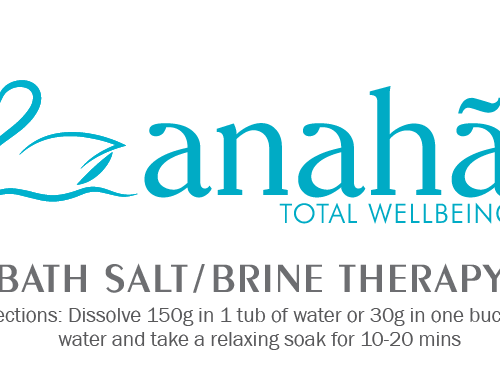 anahã
TOTAL WELLBEING
BATH SALT/BRINE THERAPY
ections: Dissolve 150g in 1 tub of water or 30g in one buc
water and take a relaxing soak for 10-20 mins